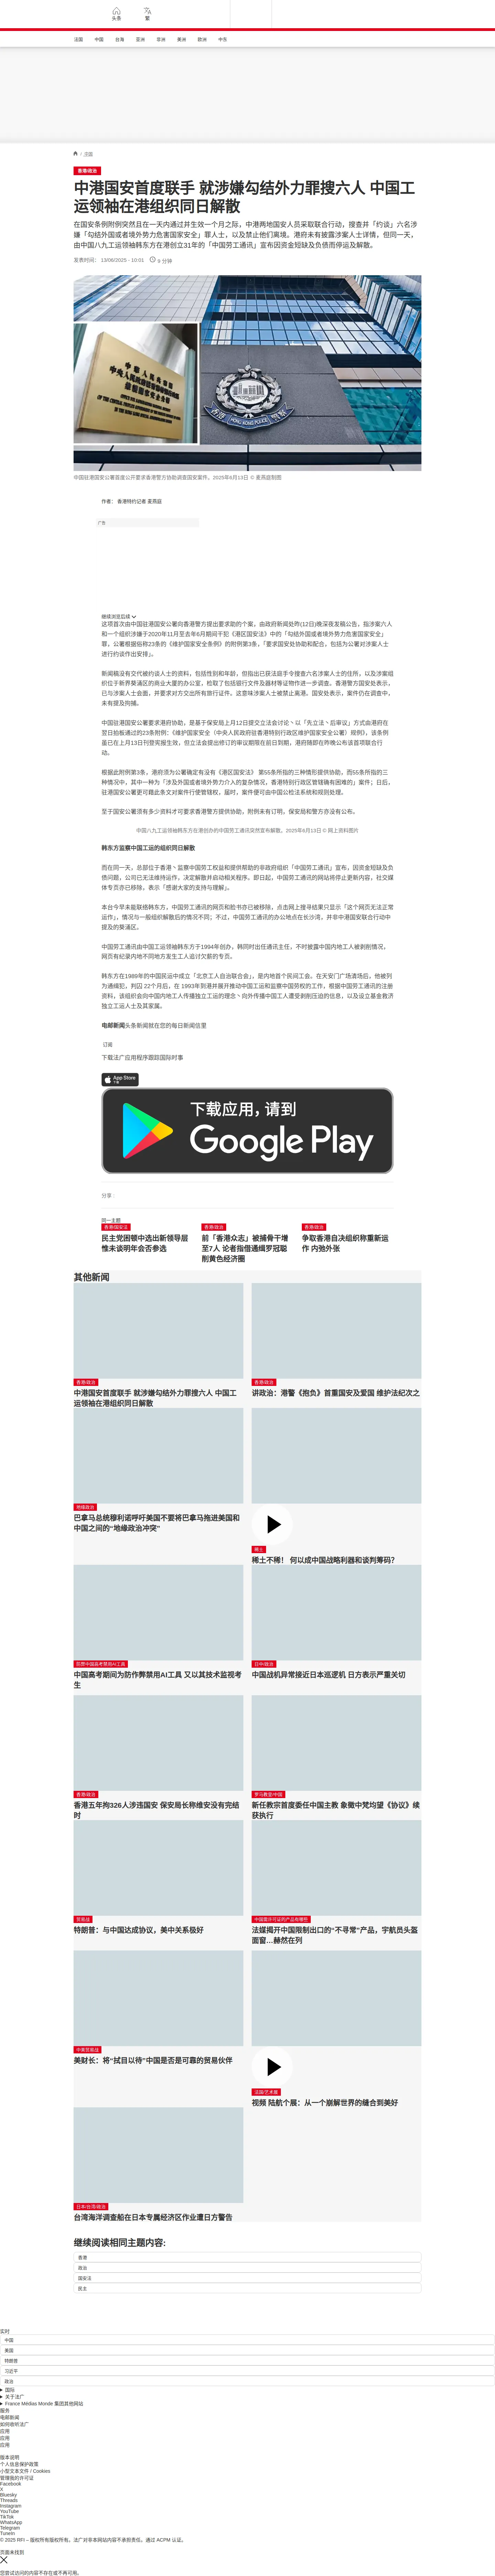 头条
繁
法国
中国
台海
亚洲
非洲
美洲
欧洲
中东
/ 法国
香港/政治
中港国安首度联手 就涉嫌勾结外力罪搜六人 中国工
运领袖在港组织同日解散
在国安条例附例突然且在一天内通过并生效一个月之际，中港两地国安人员采取联合行动，搜查并「约谈」六名涉
嫌「勾结外国或者境外势力危害国家安全」罪人士，以及禁止他们离境。港府未有披露涉案人士详情，但同一天，
由中国八九工运领袖韩东方在港创立31年的「中国劳工通讯」宣布因资金短缺及负债而停运及解散。
发表时间： 13/06/2025 - 10:01
5 分钟
中国驻港国安公署首度公开要求香港警方协助调查国安案件。2025年6月13日 © 麦燕庭制图
作者： 香港特约记者 麦燕庭
广告
继续浏览后续
这项首次由中国驻港国安公署向香港警方提出要求助的个案，由政府新闻处昨(12日)晚深夜发稿公告，指涉案六人
和一个组织涉嫌于2020年11月至去年6月期间干犯《港区国安法》中的「勾结外国或者境外势力危害国家安全」
罪，公署根据俗称23条的《维护国家安全条例》的附例第3条，「要求国安处协助和配合，包括为公署对涉案人士
进行约谈作出安排」。
新闻稿没有交代被约谈人士的资料，包括性别和年龄，但指出已获法庭手令搜查六名涉案人士的住所，以及涉案组
织位于新界葵涌区的商业大厦的办公室，检取了包括银行文件及器材等证物作进一步调查。香港警方国安处表示，
已与涉案人士会面，并要求对方交出所有旅行证件，这意味涉案人士被禁止离港。国安处表示，案件仍在调查中，
未有提及拘捕。
中国驻港国安公署要求港府协助，是基于保安局上月12日提交立法会讨论丶以「先立法丶后审议」方式由港府在
翌日拍板通过的23条附例：《维护国家安全（中央人民政府驻香港特别行政区维护国家安全公署）规例》，该条例
虽已在上月13日刊登宪报生效，但立法会提出修订的审议期限在前日到期，港府随即在昨晚公布该首项联合行
动。
根据此附例第3条，港府须为公署确定有没有《港区国安法》 第55条所指的三种情形提供协助，而55条所指的三
种情况中，其中一种为「涉及外国或者境外势力介入的复杂情况，香港特别行政区管辖确有困难的」案件；日后，
驻港国安公署更可藉此条文对案件行使管辖权，届时，案件便可由中国公检法系统和规则处理。
至于国安公署须有多少资料才可要求香港警方提供协助，附例未有订明，保安局和警方亦没有公布。
中国八九工运领袖韩东方在港创办的中国劳工通讯突然宣布解散。2025年6月13日 © 网上资料图片
韩东方监察中国工运的组织同日解散
而在同一天，总部位于香港丶监察中国劳工权益和提供帮助的非政府组织「中国劳工通讯」宣布，因资金短缺及负
债问题，公司已无法维持运作，决定解散并启动相关程序。即日起，中国劳工通讯的网站将停止更新内容，社交媒
体专页亦已移除，表示「感谢大家的支持与理解」。
本台今早未能联络韩东方，中国劳工通讯的网页和脸书亦已被移除，点击网上搜寻结果只显示「这个网页无法正常
运作」，情况与一般组织解散后的情况不同；不过，中国劳工通讯的办公地点在长沙湾，并非中港国安联合行动中
提及的葵涌区。
中国劳工通讯由中国工运领袖韩东方于1994年创办，韩同时出任通讯主任，不时披露中国内地工人被剥削情况，
网页有纪录内地不同地方发生工人追讨欠薪的专页。
韩东方在1989年的中国民运中成立「北京工人自治联合会」，是内地首个民间工会。在天安门广场清场后，他被列
为通缉犯，判囚 22个月后，在 1993年到港并展开推动中国工运和监察中国劳权的工作，根据中国劳工通讯的注册
资料，该组织会向中国内地工人传播独立工运的理念丶向外传播中国工人遭受剥削压迫的信息，以及设立基金救济
独立工运人士及其家属。
电邮新闻头条新闻就在您的每日新闻信里
订阅
下载法广应用程序跟踪国际时事
App Store
下载
下载应用，请到
Google Play
分享 :
同一主题
香港/国安法
民主党困顿中选出新领导层
惟未谈明年会否参选
香港/政治
前「香港众志」被捕骨干增
至7人 论者指借通缉罗冠聪
削黄色经济圈
香港/政治
争取香港自决组织称重新运
作 内弛外张
其他新闻
香港/政治
中港国安首度联手 就涉嫌勾结外力罪搜六人 中国工
运领袖在港组织同日解散
香港/政治
讲政治：港警《抱负》首重国安及爱国 维护法纪次之
地缘政治
巴拿马总统穆利诺呼吁美国不要将巴拿马拖进美国和
中国之间的“地缘政治冲突”
稀土
稀土不稀！ 何以成中国战略利器和谈判筹码？
中国高考期间为防作弊禁用AI工具 又以其技术监视考
生
日中/政治
中国战机异常接近日本巡逻机 日方表示严重关切
香港/政治
香港五年拘326人涉违国安 保安局长称维安没有完结
时
罗马教皇/中国
新任教宗首度委任中国主教 象徵中梵均望《协议》续
获执行
贸易战
特朗普：与中国达成协议，美中关系极好
法媒揭开中国限制出口的“不寻常”产品，宇航员头盔
面窗…赫然在列
中美贸易战
美财长：将“拭目以待”中国是否是可靠的贸易伙伴
法国/艺术展
视频 陆航个展：从一个崩解世界的缝合到美好
日本/台湾/政治
台湾海洋调查船在日本专属经济区作业遭日方警告
继续阅读相同主题内容:
香港
政治
国安法
民主
实时
中国
美国
特朗普
习近平
政治
国际
关于法广
France Médias Monde 集团其他网站
服务
电邮新闻
如何收听法广
应用
应用
应用
版本说明
个人信息保护政策
小型文本文件 / Cookies
管理我的许可证
Facebook
X
Bluesky
Threads
Instagram
YouTube
TikTok
WhatsApp
Telegram
TuneIn
© 2025 RFI – 版权所有版权所有。法广对非本网站内容不承担责任。通过 ACPM 认证。
页面未找到
您尝试访问的内容不存在或不再可用。